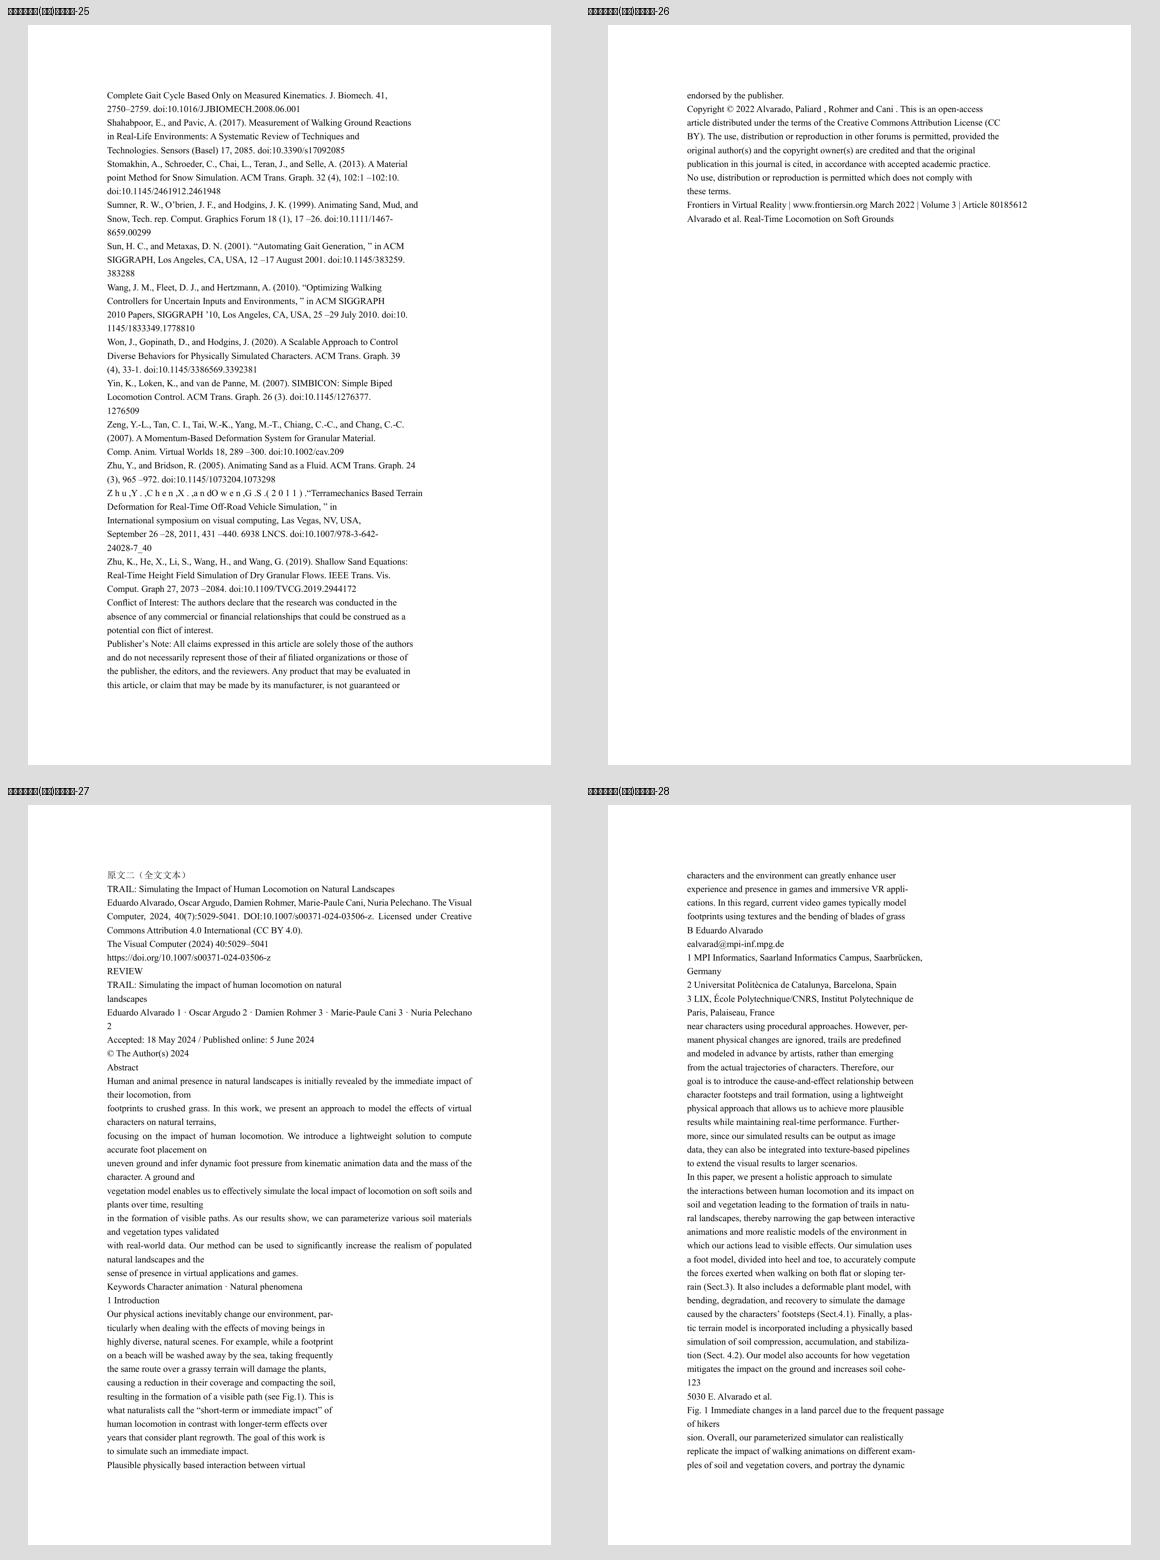 -25
Complete Gait Cycle Based Only on Measured Kinematics. J. Biomech. 41,
2750–2759. doi:10.1016/J.JBIOMECH.2008.06.001
Shahabpoor, E., and Pavic, A. (2017). Measurement of Walking Ground Reactions
in Real-Life Environments: A Systematic Review of Techniques and
Technologies. Sensors (Basel) 17, 2085. doi:10.3390/s17092085
Stomakhin, A., Schroeder, C., Chai, L., Teran, J., and Selle, A. (2013). A Material
point Method for Snow Simulation. ACM Trans. Graph. 32 (4), 102:1 –102:10.
doi:10.1145/2461912.2461948
Sumner, R. W., O’brien, J. F., and Hodgins, J. K. (1999). Animating Sand, Mud, and
Snow, Tech. rep. Comput. Graphics Forum 18 (1), 17 –26. doi:10.1111/1467-
8659.00299
Sun, H. C., and Metaxas, D. N. (2001). “Automating Gait Generation, ” in ACM
SIGGRAPH, Los Angeles, CA, USA, 12 –17 August 2001. doi:10.1145/383259.
383288
Wang, J. M., Fleet, D. J., and Hertzmann, A. (2010). “Optimizing Walking
Controllers for Uncertain Inputs and Environments, ” in ACM SIGGRAPH
2010 Papers, SIGGRAPH ’10, Los Angeles, CA, USA, 25 –29 July 2010. doi:10.
1145/1833349.1778810
Won, J., Gopinath, D., and Hodgins, J. (2020). A Scalable Approach to Control
Diverse Behaviors for Physically Simulated Characters. ACM Trans. Graph. 39
(4), 33-1. doi:10.1145/3386569.3392381
Yin, K., Loken, K., and van de Panne, M. (2007). SIMBICON: Simple Biped
Locomotion Control. ACM Trans. Graph. 26 (3). doi:10.1145/1276377.
1276509
Zeng, Y.-L., Tan, C. I., Tai, W.-K., Yang, M.-T., Chiang, C.-C., and Chang, C.-C.
(2007). A Momentum-Based Deformation System for Granular Material.
Comp. Anim. Virtual Worlds 18, 289 –300. doi:10.1002/cav.209
Zhu, Y., and Bridson, R. (2005). Animating Sand as a Fluid. ACM Trans. Graph. 24
(3), 965 –972. doi:10.1145/1073204.1073298
Z h u ,Y . ,C h e n ,X . ,a n dO w e n ,G .S .( 2 0 1 1 ) .“Terramechanics Based Terrain
Deformation for Real-Time Off-Road Vehicle Simulation, ” in
International symposium on visual computing, Las Vegas, NV, USA,
September 26 –28, 2011, 431 –440. 6938 LNCS. doi:10.1007/978-3-642-
24028-7_40
Zhu, K., He, X., Li, S., Wang, H., and Wang, G. (2019). Shallow Sand Equations:
Real-Time Height Field Simulation of Dry Granular Flows. IEEE Trans. Vis.
Comput. Graph 27, 2073 –2084. doi:10.1109/TVCG.2019.2944172
Conflict of Interest: The authors declare that the research was conducted in the
absence of any commercial or financial relationships that could be construed as a
potential con flict of interest.
Publisher’s Note: All claims expressed in this article are solely those of the authors
and do not necessarily represent those of their af filiated organizations or those of
the publisher, the editors, and the reviewers. Any product that may be evaluated in
this article, or claim that may be made by its manufacturer, is not guaranteed or
-26
endorsed by the publisher.
Copyright © 2022 Alvarado, Paliard , Rohmer and Cani . This is an open-access
article distributed under the terms of the Creative Commons Attribution License (CC
BY). The use, distribution or reproduction in other forums is permitted, provided the
original author(s) and the copyright owner(s) are credited and that the original
publication in this journal is cited, in accordance with accepted academic practice.
No use, distribution or reproduction is permitted which does not comply with
these terms.
Frontiers in Virtual Reality | www.frontiersin.org March 2022 | Volume 3 | Article 80185612
Alvarado et al. Real-Time Locomotion on Soft Grounds
-27
原文二（全文文本）
TRAIL: Simulating the Impact of Human Locomotion on Natural Landscapes
Eduardo Alvarado, Oscar Argudo, Damien Rohmer, Marie-Paule Cani, Nuria Pelechano. The Visual
Computer, 2024, 40(7):5029-5041. DOI:10.1007/s00371-024-03506-z. Licensed under Creative
Commons Attribution 4.0 International (CC BY 4.0).
The Visual Computer (2024) 40:5029–5041
https://doi.org/10.1007/s00371-024-03506-z
REVIEW
TRAIL: Simulating the impact of human locomotion on natural
landscapes
Eduardo Alvarado 1 · Oscar Argudo 2 · Damien Rohmer 3 · Marie-Paule Cani 3 · Nuria Pelechano
2
Accepted: 18 May 2024 / Published online: 5 June 2024
© The Author(s) 2024
Abstract
Human and animal presence in natural landscapes is initially revealed by the immediate impact of
their locomotion, from
footprints to crushed grass. In this work, we present an approach to model the effects of virtual
characters on natural terrains,
focusing on the impact of human locomotion. We introduce a lightweight solution to compute
accurate foot placement on
uneven ground and infer dynamic foot pressure from kinematic animation data and the mass of the
character. A ground and
vegetation model enables us to effectively simulate the local impact of locomotion on soft soils and
plants over time, resulting
in the formation of visible paths. As our results show, we can parameterize various soil materials
and vegetation types validated
with real-world data. Our method can be used to significantly increase the realism of populated
natural landscapes and the
sense of presence in virtual applications and games.
Keywords Character animation · Natural phenomena
1 Introduction
Our physical actions inevitably change our environment, par-
ticularly when dealing with the effects of moving beings in
highly diverse, natural scenes. For example, while a footprint
on a beach will be washed away by the sea, taking frequently
the same route over a grassy terrain will damage the plants,
causing a reduction in their coverage and compacting the soil,
resulting in the formation of a visible path (see Fig.1). This is
what naturalists call the “short-term or immediate impact” of
human locomotion in contrast with longer-term effects over
years that consider plant regrowth. The goal of this work is
to simulate such an immediate impact.
Plausible physically based interaction between virtual
-28
characters and the environment can greatly enhance user
experience and presence in games and immersive VR appli-
cations. In this regard, current video games typically model
footprints using textures and the bending of blades of grass
B Eduardo Alvarado
ealvarad@mpi-inf.mpg.de
1 MPI Informatics, Saarland Informatics Campus, Saarbrücken,
Germany
2 Universitat Politècnica de Catalunya, Barcelona, Spain
3 LIX, École Polytechnique/CNRS, Institut Polytechnique de
Paris, Palaiseau, France
near characters using procedural approaches. However, per-
manent physical changes are ignored, trails are predefined
and modeled in advance by artists, rather than emerging
from the actual trajectories of characters. Therefore, our
goal is to introduce the cause-and-effect relationship between
character footsteps and trail formation, using a lightweight
physical approach that allows us to achieve more plausible
results while maintaining real-time performance. Further-
more, since our simulated results can be output as image
data, they can also be integrated into texture-based pipelines
to extend the visual results to larger scenarios.
In this paper, we present a holistic approach to simulate
the interactions between human locomotion and its impact on
soil and vegetation leading to the formation of trails in natu-
ral landscapes, thereby narrowing the gap between interactive
animations and more realistic models of the environment in
which our actions lead to visible effects. Our simulation uses
a foot model, divided into heel and toe, to accurately compute
the forces exerted when walking on both flat or sloping ter-
rain (Sect.3). It also includes a deformable plant model, with
bending, degradation, and recovery to simulate the damage
caused by the characters’ footsteps (Sect.4.1). Finally, a plas-
tic terrain model is incorporated including a physically based
simulation of soil compression, accumulation, and stabiliza-
tion (Sect. 4.2). Our model also accounts for how vegetation
mitigates the impact on the ground and increases soil cohe-
123
5030 E. Alvarado et al.
Fig. 1 Immediate changes in a land parcel due to the frequent passage
of hikers
sion. Overall, our parameterized simulator can realistically
replicate the impact of walking animations on different exam-
ples of soil and vegetation covers, and portray the dynamic